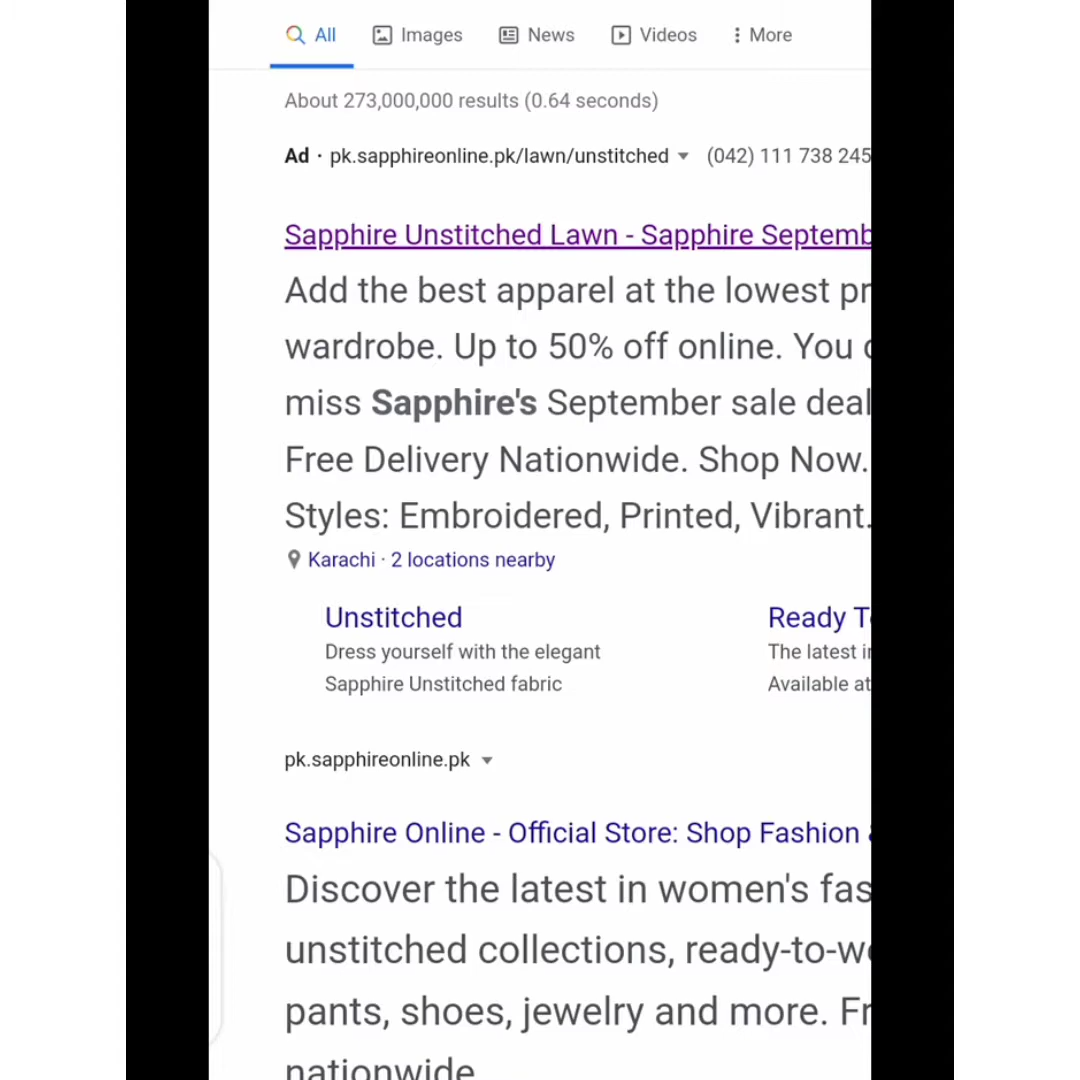 All Images News Videos More
About 273,000,000 results (0.64 seconds)
Ad · pk.sapphireonline.pk/lawn/unstitched (042) 111 738 245
Sapphire Unstitched Lawn - Sapphire Septemb
Add the best apparel at the lowest pr
wardrobe. Up to 50% off online. You
miss Sapphire's September sale deal
Free Delivery Nationwide. Shop Now.
Styles: Embroidered, Printed, Vibrant.
Karachi · 2 locations nearby
Unstitched Ready T
Dress yourself with the elegant The latest i
Sapphire Unstitched fabric Available at
pk.sapphireonline.pk
Sapphire Online - Official Store: Shop Fashion
Discover the latest in women's fas
unstitched collections, ready-to-w
pants, shoes, jewelry and more. Fr
nationwide